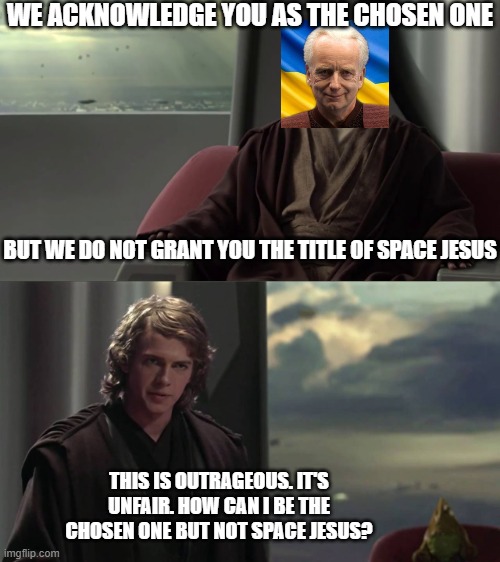 WE ACKNOWLEDGE YOU AS THE CHOSEN ONE
BUT WE DO NOT GRANT YOU THE TITLE OF SPACE JESUS
THIS IS OUTRAGEOUS. IT'S
UNFAIR. HOW CAN I BE THE
CHOSEN ONE BUT NOT SPACE JESUS?
imgflip.com